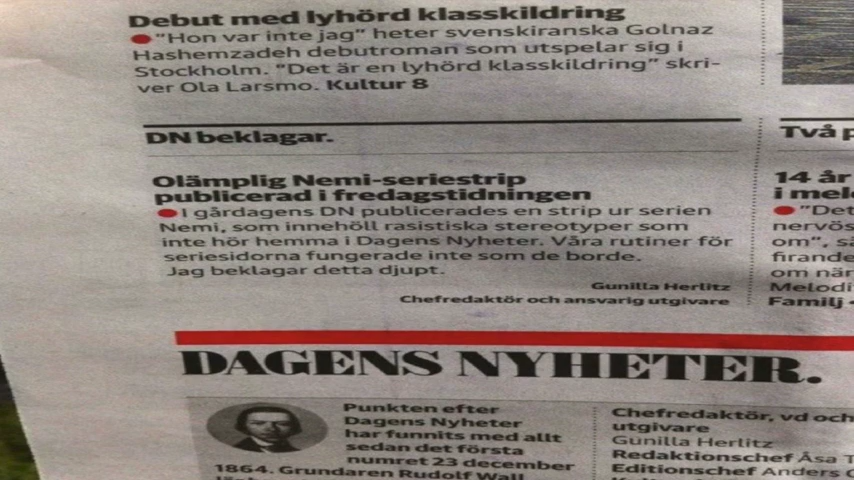 Debut med lyhörd klasskildring
"Hon var inte jag" heter svenskiranska Golnaz
Hashemzadeh debutroman som utspelar sig i
Stockholm. "Det är en lyhörd klasskildring" skri-
ver Ola Larsmo. Kultur 8
DN beklagar.
Olämplig Nemi-seriestrip
publicerad i fredagstidningen
I gårdagens DN publicerades en strip ur serien
Nemi, som innehöll rasistiska stereotyper som
inte hör hemma i Dagens Nyheter. Våra rutiner för
seriesidorna fungerade inte som de borde.
Jag beklagar detta djupt.
Gunilla Herlitz
Chefredaktör och ansvarig utgivare
Två
14 år
i
"Det
nervös
om",
firande
om när
Melodi
Familj
DAGENS NYHETER.
Punkten efter
Dagens Nyheter
har funnits med allt
sedan det första
numret 23 december
1864. Grundaren Rudolf Wall
Chefredaktör, vd och
utgivare
Gunilla Herlitz
Redaktionschef Åsa
Editionschef Anders